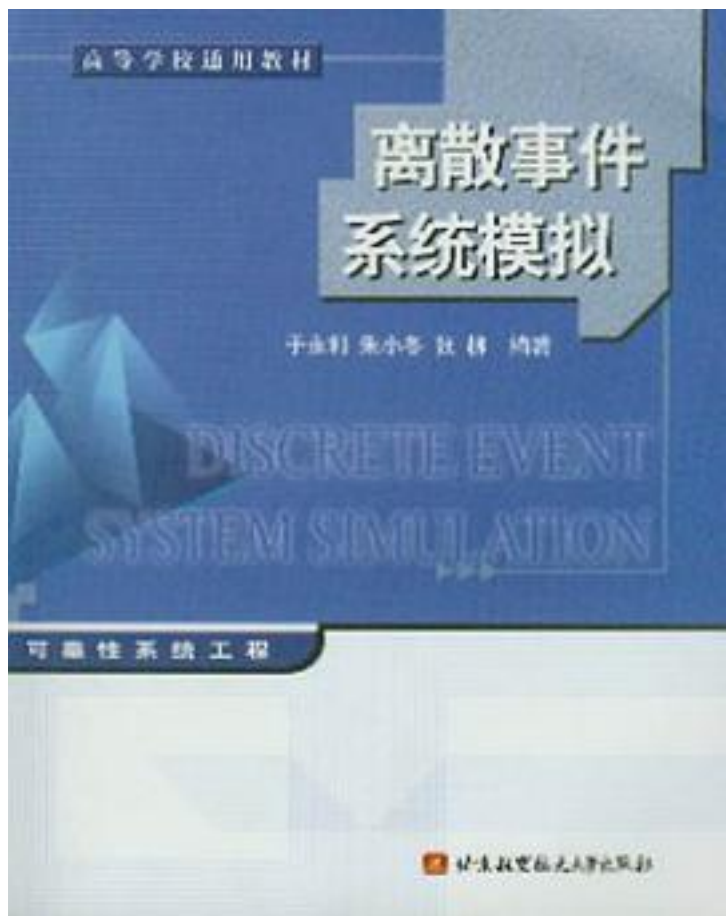 高等学校通用教材
离散事件
系统模拟
于永利 朱小冬 张柳 编著
DISCRETE EVENT
SYSTEM SIMULATION
可靠性系统工程
北京航空航天大学出版社